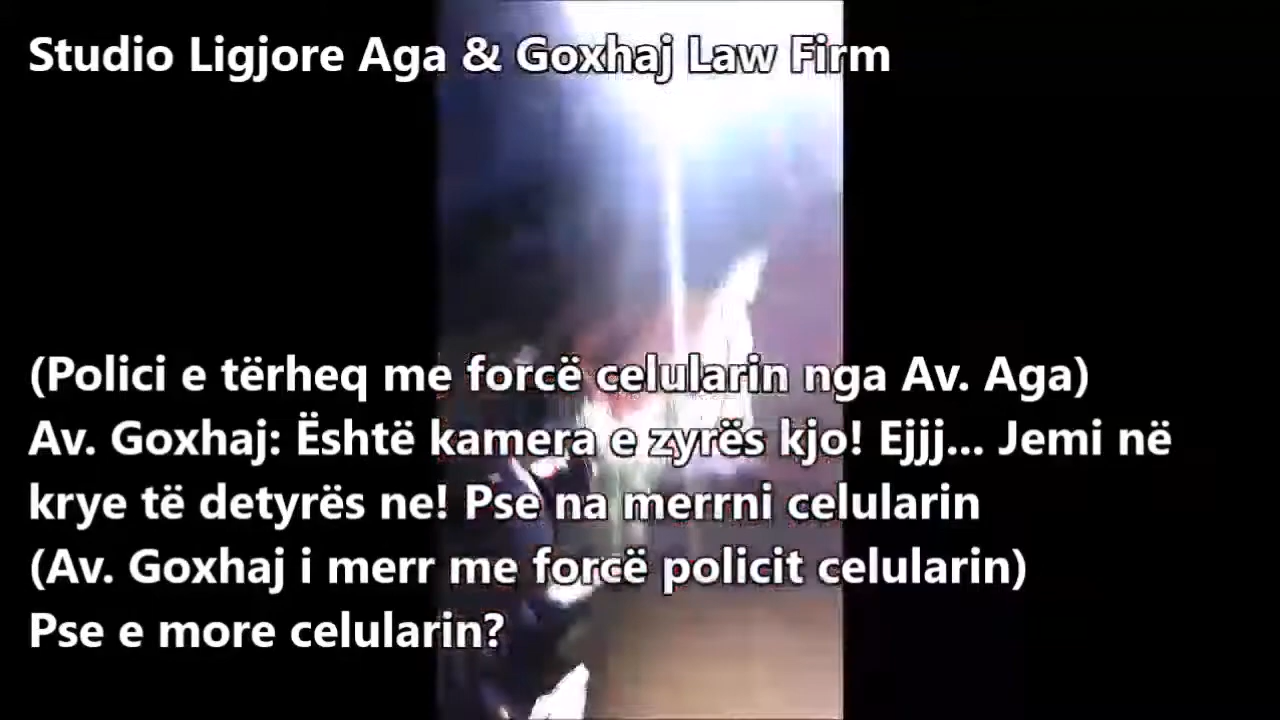 Studio Ligjore Aga & Goxhaj Law Firm
(Polici e tërheq me forcë celularin nga Av. Aga)
Av. Goxhaj: Është kamera e zyrës kjo! Ejjj... Jemi në
krye të detyrës ne! Pse na merrni celularin
(Av. Goxhaj i merr me forcë policit celularin)
Pse e more celularin?